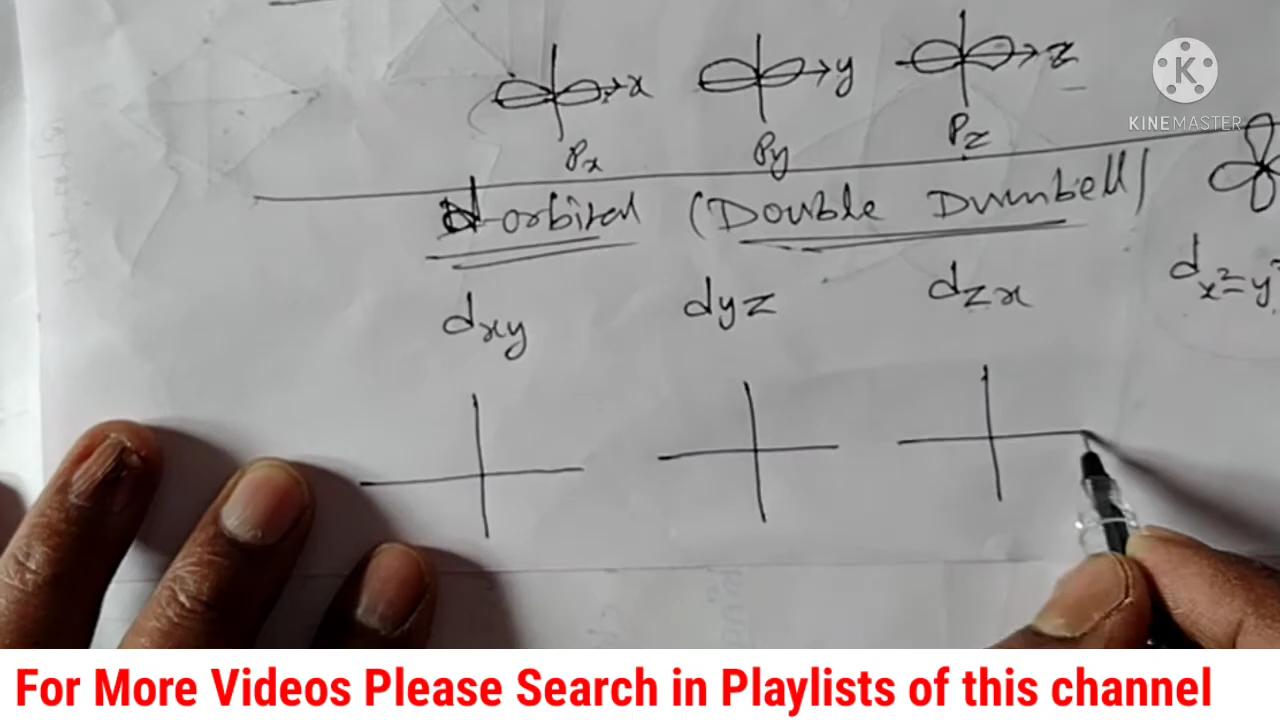 x y z
Px Py Pz
K
KINEMASTER
d-orbital (Double Dumbell)
dxy dyz dzx dx²=y²
For More Videos Please Search in Playlists of this channel